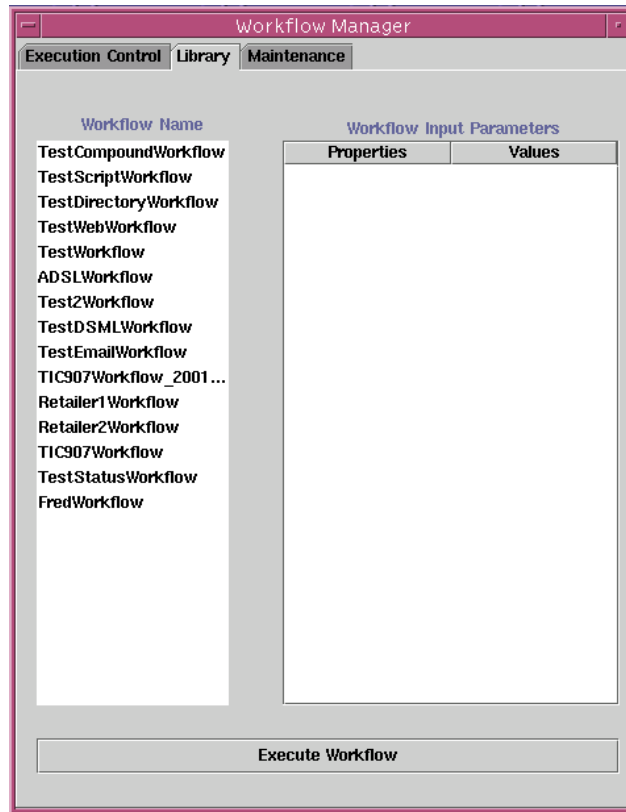 Workflow Manager
Execution Control Library Maintenance
Workflow Name
Workflow Input Parameters
Properties Values
TestCompoundWorkflow
TestScriptWorkflow
TestDirectoryWorkflow
TestWebWorkflow
TestWorkflow
ADSLWorkflow
Test2Workflow
TestDSMLWorkflow
TestEmailWorkflow
TIC907Workflow_2001...
Retailer1Workflow
Retailer2Workflow
TIC907Workflow
TestStatusWorkflow
FredWorkflow
Execute Workflow